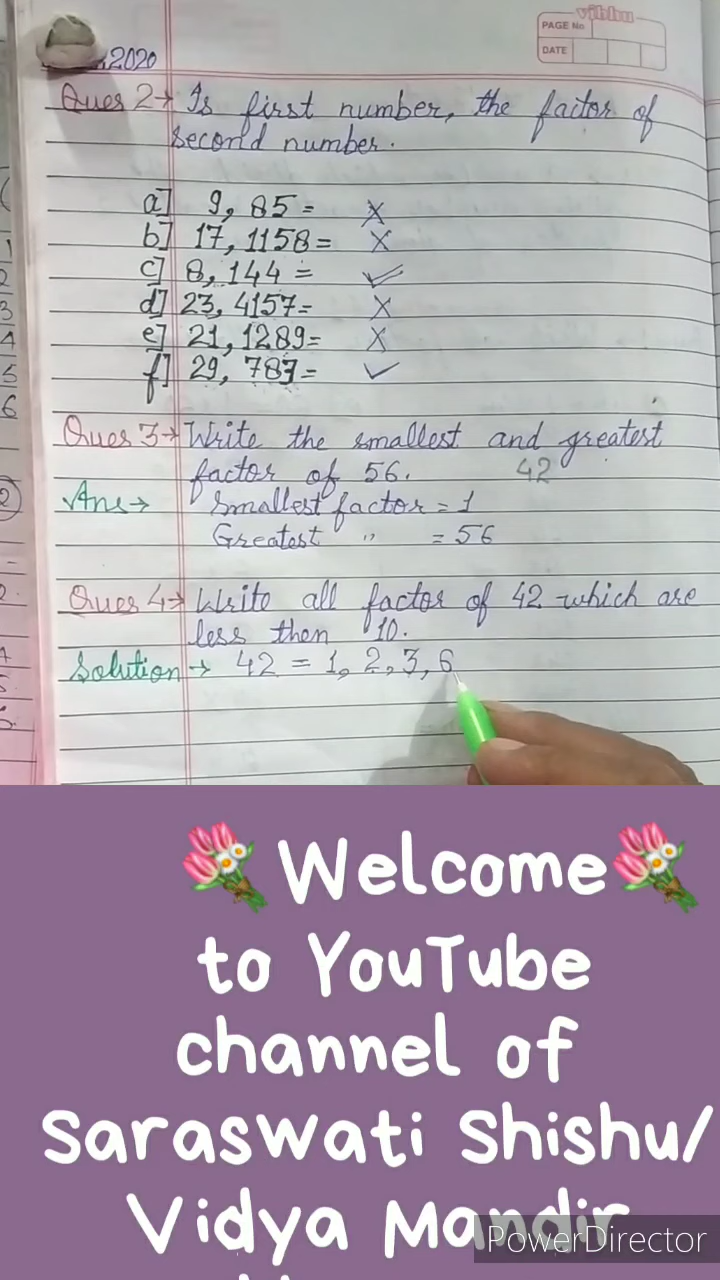 vibhu
PAGE No
DATE
2020
Ques 2→ Is first number, the factor of
second number.
a] 9, 85 = X
b] 17, 1158 = X
c] 8, 144 = ✓
d] 23, 4157 = X
e] 21, 1289 = X
f] 29, 783 = ✓
Ques 3→ Write the smallest and greatest
factor of 56. 42
Ans→ Smallest factor = 1
Greatest " = 56
Ques 4→ Write all factor of 42 which are
less then 10.
Solution → 42 = 1, 2, 3, 6
Welcome
to YouTube
channel of
Saraswati Shishu/
Vidya Mandir
PowerDirector